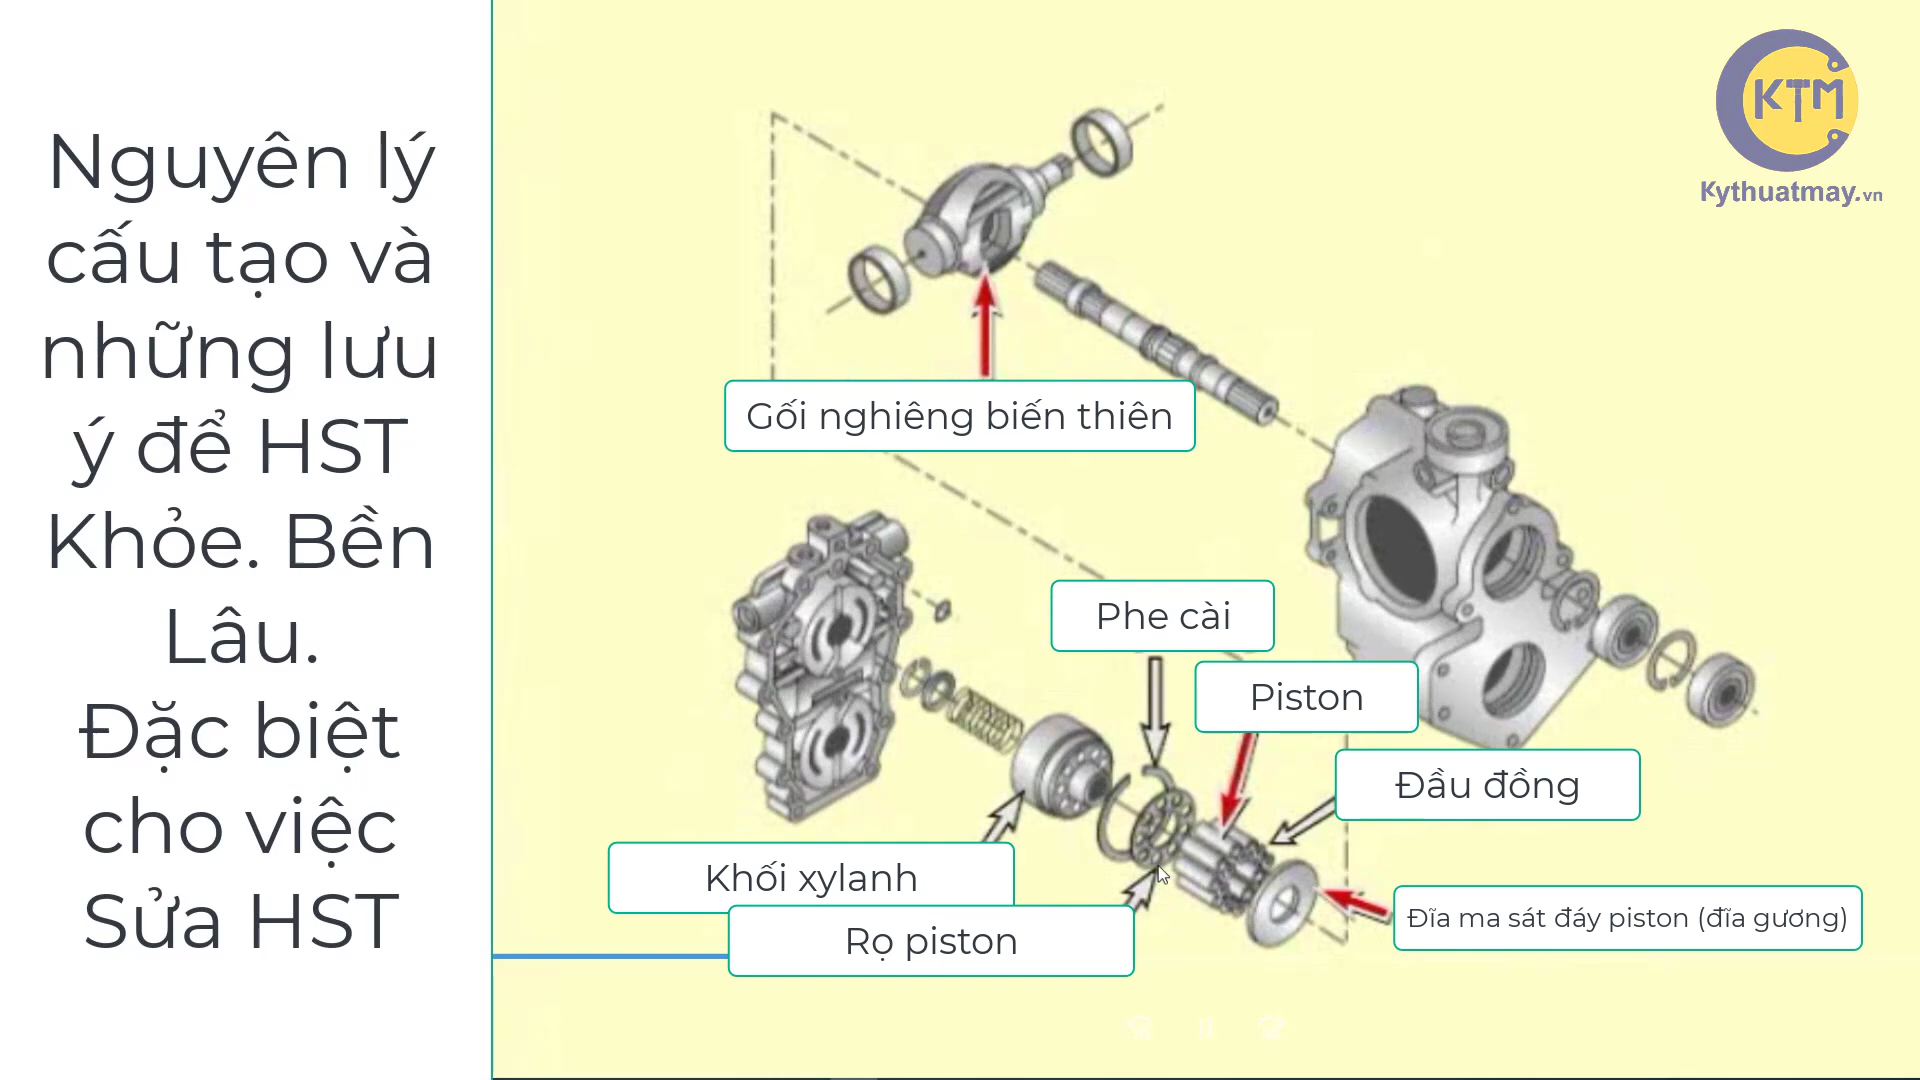 Nguyên lý
cấu tạo và
những lưu
ý để HST
Khỏe. Bền
Lâu.
Đặc biệt
cho việc
Sửa HST
KTM
Kythuatmay.vn
Gối nghiêng biến thiên
Phe cài
Piston
Đầu đồng
Khối xylanh
Đĩa ma sát đáy piston (đĩa gương)
Rọ piston